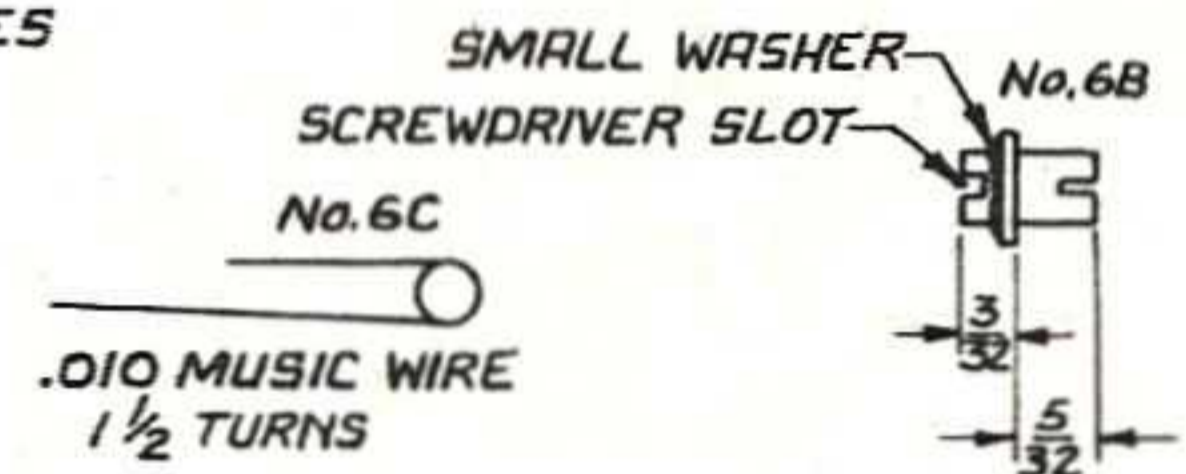 ES
SMALL WASHER
No. 6B
SCREWDRIVER SLOT
No. 6C
.010 MUSIC WIRE
1 1/2 TURNS
3/32
5/32